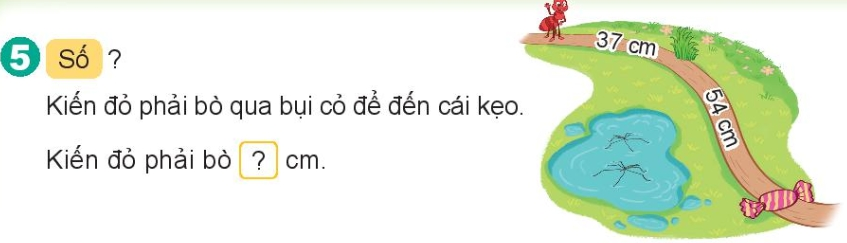 5 Số ?
37 cm
Kiến đỏ phải bò qua bụi cỏ để đến cái kẹo.
54 cm
Kiến đỏ phải bò ? cm.